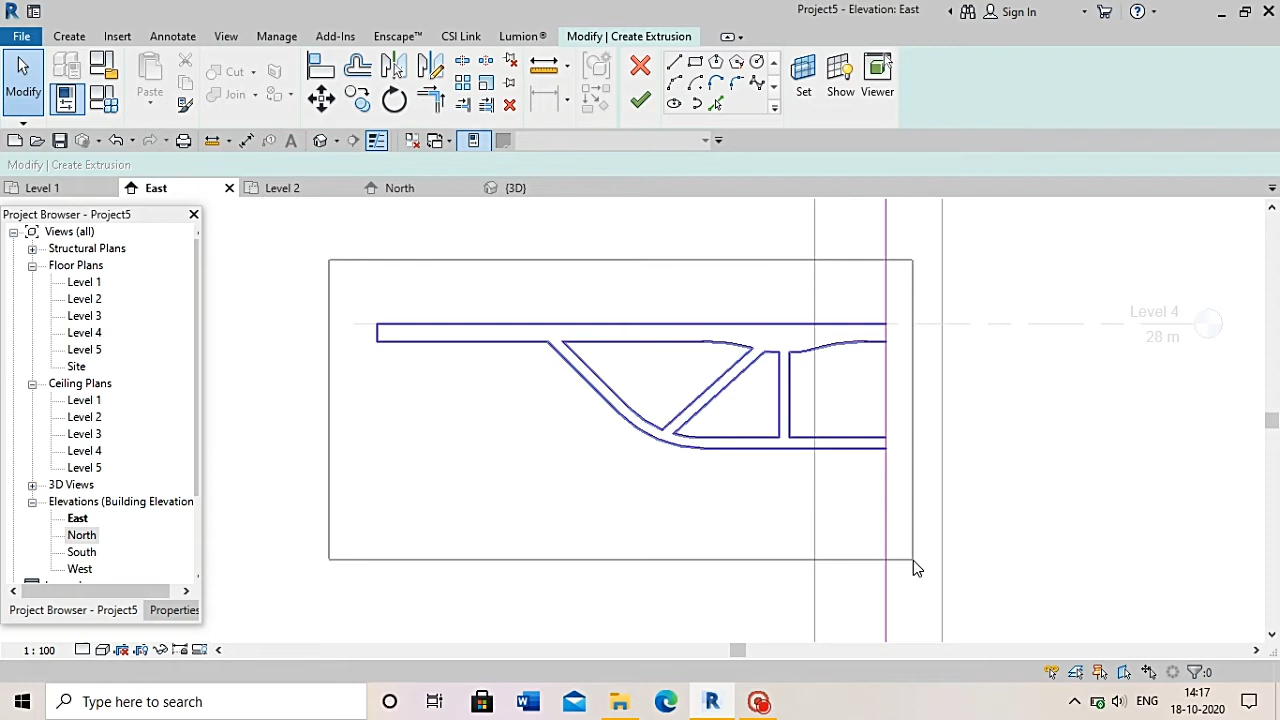 Project5 - Elevation: East
Sign In
File
Create
Insert
Annotate
View
Manage
Add-Ins
Enscape™
CSI Link
Lumion®
Modify | Create Extrusion
Modify
Paste
Cut
Join
Set
Show
Viewer
Modify | Create Extrusion
Level 1
East
Level 2
North
{3D}
Project Browser - Project5
Views (all)
Structural Plans
Floor Plans
Level 1
Level 2
Level 3
Level 4
Level 5
Site
Ceiling Plans
Level 1
Level 2
Level 3
Level 4
Level 5
3D Views
Elevations (Building Elevation
East
North
South
West
Project Browser - Project5
Properties
Level 4
28 m
1 : 100
:0
Type here to search
ENG
14:17
18-10-2020